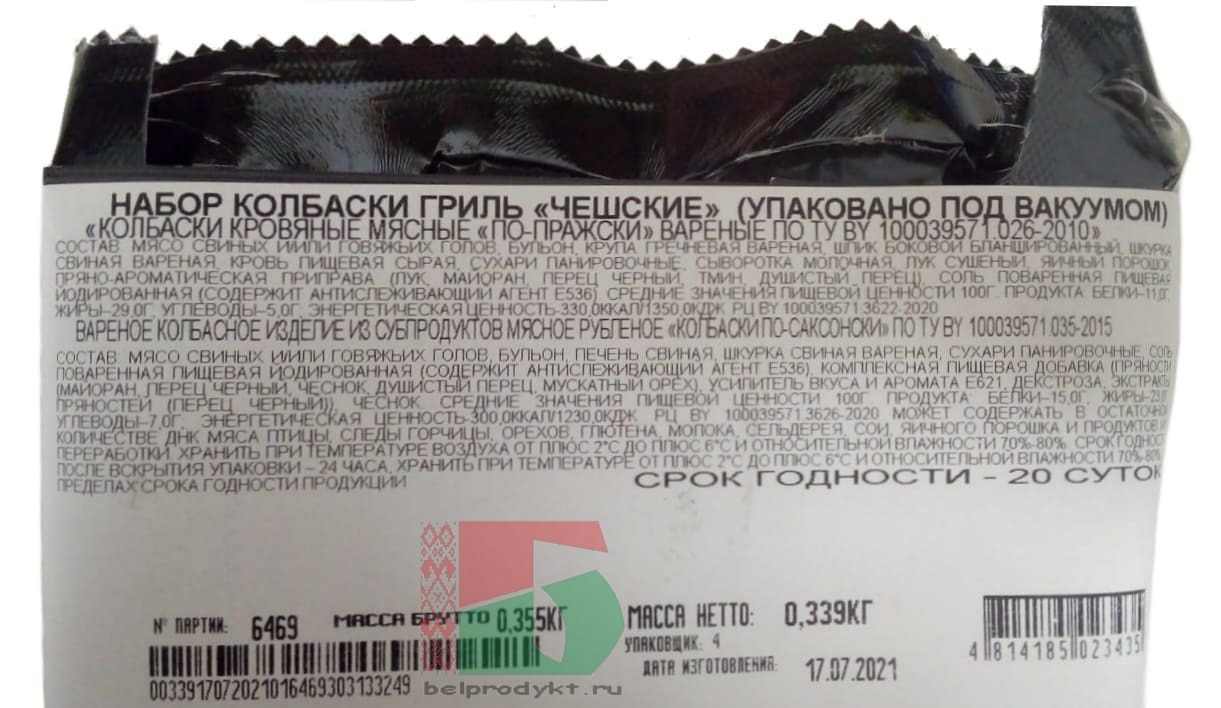 НАБОР КОЛБАСКИ ГРИЛЬ «ЧЕШСКИЕ» (УПАКОВАНО ПОД ВАКУУМОМ)
«КОЛБАСКИ КРОВЯНЫЕ МЯСНЫЕ «ПО-ПРАЖСКИ» ВАРЕНЫЕ ПО ТУ BY 100039571.026-2010»
СОСТАВ: МЯСО СВИНЫХ И/ИЛИ ГОВЯЖЬИХ ГОЛОВ, БУЛЬОН, КРУПА ГРЕЧНЕВАЯ ВАРЕНАЯ, ШПИК БОКОВОЙ БЛАНШИРОВАННЫЙ, ШКУРКА
СВИНАЯ ВАРЕНАЯ, КРОВЬ ПИЩЕВАЯ СЫРАЯ, СУХАРИ ПАНИРОВОЧНЫЕ, СЫВОРОТКА МОЛОЧНАЯ, ЛУК СУШЕНЫЙ, ЯИЧНЫЙ ПОРОШОК,
ПРЯНО-АРОМАТИЧЕСКАЯ ПРИПРАВА (ЛУК, МАЙОРАН, ПЕРЕЦ ЧЕРНЫЙ, ТМИН, ДУШИСТЫЙ ПЕРЕЦ), СОЛЬ ПОВАРЕННАЯ ПИЩЕВАЯ
ЙОДИРОВАННАЯ (СОДЕРЖИТ АНТИСЛЕЖИВАЮЩИЙ АГЕНТ Е536). СРЕДНИЕ ЗНАЧЕНИЯ ПИЩЕВОЙ ЦЕННОСТИ 100Г. ПРОДУКТА: БЕЛКИ-11,0Г,
ЖИРЫ-29,0Г, УГЛЕВОДЫ-5,0Г, ЭНЕРГЕТИЧЕСКАЯ ЦЕННОСТЬ-330,0ККАЛ/1350,0КДЖ. РЦ BY 100039571.3622-2020
ВАРЕНОЕ КОЛБАСНОЕ ИЗДЕЛИЕ ИЗ СУБПРОДУКТОВ МЯСНОЕ РУБЛЕНОЕ «КОЛБАСКИ ПО-САКСОНСКИ» ПО ТУ BY 100039571.035-2015
СОСТАВ: МЯСО СВИНЫХ И/ИЛИ ГОВЯЖЬИХ ГОЛОВ, БУЛЬОН, ПЕЧЕНЬ СВИНАЯ, ШКУРКА СВИНАЯ ВАРЕНАЯ, СУХАРИ ПАНИРОВОЧНЫЕ, СОЛЬ
ПОВАРЕННАЯ ПИЩЕВАЯ ЙОДИРОВАННАЯ (СОДЕРЖИТ АНТИСЛЕЖИВАЮЩИЙ АГЕНТ Е536), КОМПЛЕКСНАЯ ПИЩЕВАЯ ДОБАВКА (ПРЯНОСТИ
(МАЙОРАН, ПЕРЕЦ ЧЕРНЫЙ, ЧЕСНОК, ДУШИСТЫЙ ПЕРЕЦ, МУСКАТНЫЙ ОРЕХ), УСИЛИТЕЛЬ ВКУСА И АРОМАТА Е621, ДЕКСТРОЗА, ЭКСТРАКТЫ
ПРЯНОСТЕЙ (ПЕРЕЦ ЧЕРНЫЙ)), ЧЕСНОК. СРЕДНИЕ ЗНАЧЕНИЯ ПИЩЕВОЙ ЦЕННОСТИ 100Г. ПРОДУКТА: БЕЛКИ-15,0Г, ЖИРЫ-23,0Г
УГЛЕВОДЫ-7,0Г, ЭНЕРГЕТИЧЕСКАЯ ЦЕННОСТЬ-300,0ККАЛ/1230,0КДЖ. РЦ BY 100039571.3626-2020 МОЖЕТ СОДЕРЖАТЬ В ОСТАТОЧНОМ
КОЛИЧЕСТВЕ ДНК МЯСА ПТИЦЫ, СЛЕДЫ ГОРЧИЦЫ, ОРЕХОВ, ГЛЮТЕНА, МОЛОКА, СЕЛЬДЕРЕЯ, СОИ, ЯИЧНОГО ПОРОШКА И ПРОДУКТОВ ИХ
ПЕРЕРАБОТКИ. ХРАНИТЬ ПРИ ТЕМПЕРАТУРЕ ВОЗДУХА ОТ ПЛЮС 2°С ДО ПЛЮС 6°С И ОТНОСИТЕЛЬНОЙ ВЛАЖНОСТИ 70%-80%. СРОК ГОДНОСТИ
ПОСЛЕ ВСКРЫТИЯ УПАКОВКИ – 24 ЧАСА, ХРАНИТЬ ПРИ ТЕМПЕРАТУРЕ ОТ ПЛЮС 2°С ДО ПЛЮС 6°С И ОТНОСИТЕЛЬНОЙ ВЛАЖНОСТИ 70%-80%
ПРЕДЕЛАХ СРОКА ГОДНОСТИ ПРОДУКЦИИ
СРОК ГОДНОСТИ - 20 СУТОК
N° ПАРТИИ: 6469 МАССА БРУТТО 0,355КГ МАССА НЕТТО: 0,339КГ
УПАКОВЩИК: 4
ДАТА ИЗГОТОВЛЕНИЯ: 17.07.2021
00339170720210164693031332​49
4 814185 023435
belprodykt.ru